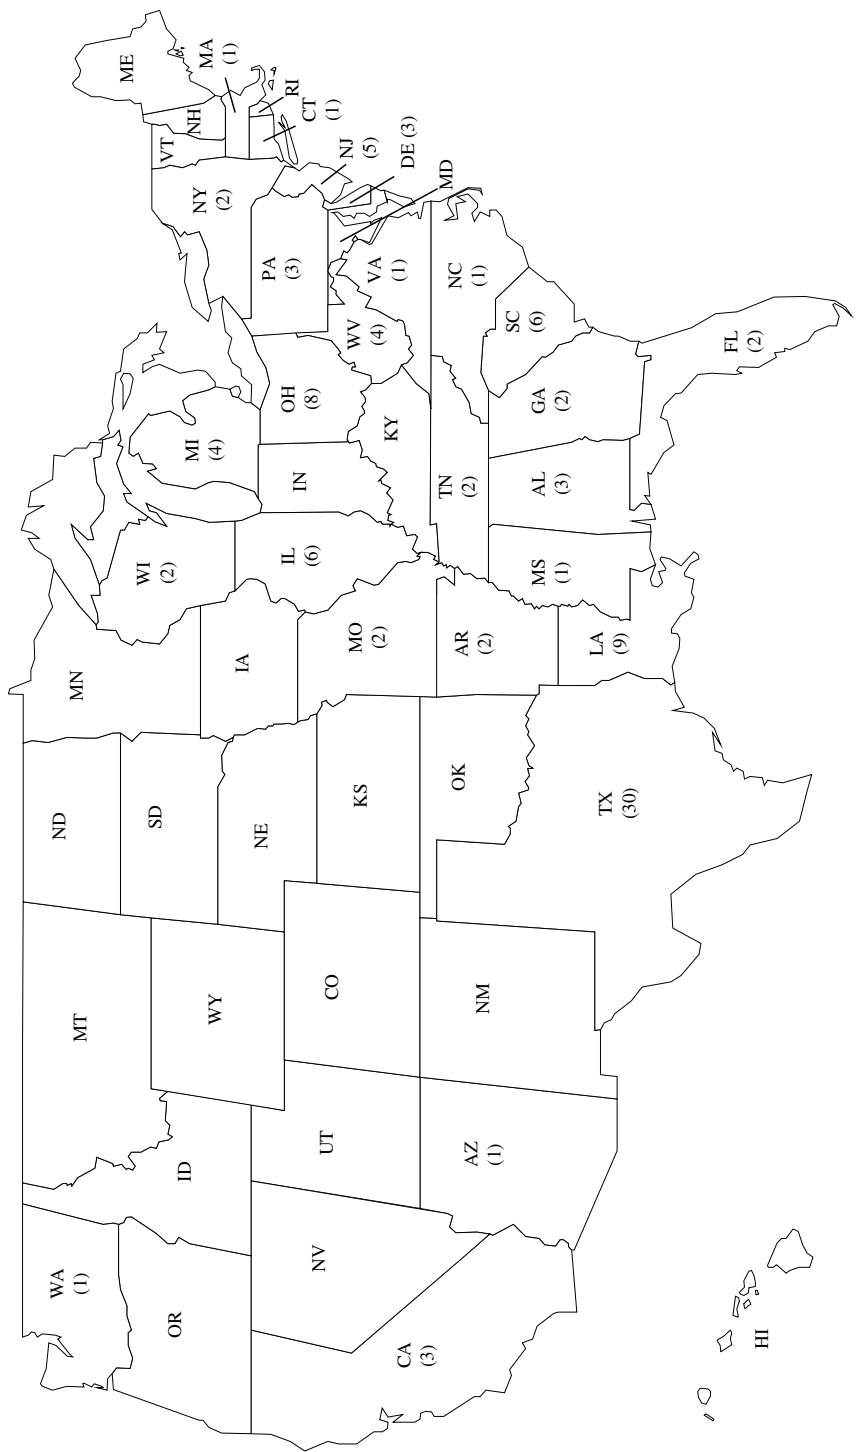 WA
(1)
OR
CA
(3)
NV
ID
MT
WY
UT
AZ
(1)
CO
NM
ND
SD
NE
KS
OK
TX
(30)
MN
IA
MO
(2)
AR
(2)
LA
(9)
WI
(2)
IL
(6)
MI
(4)
IN
OH
(8)
KY
TN
(2)
MS
(1)
AL
(3)
GA
(2)
FL
(2)
SC
(6)
NC
(1)
VA
(1)
WV
(4)
PA
(3)
NY
(2)
VT
NH
ME
MA
(1)
RI
CT
(1)
NJ
(5)
DE (3)
MD
HI